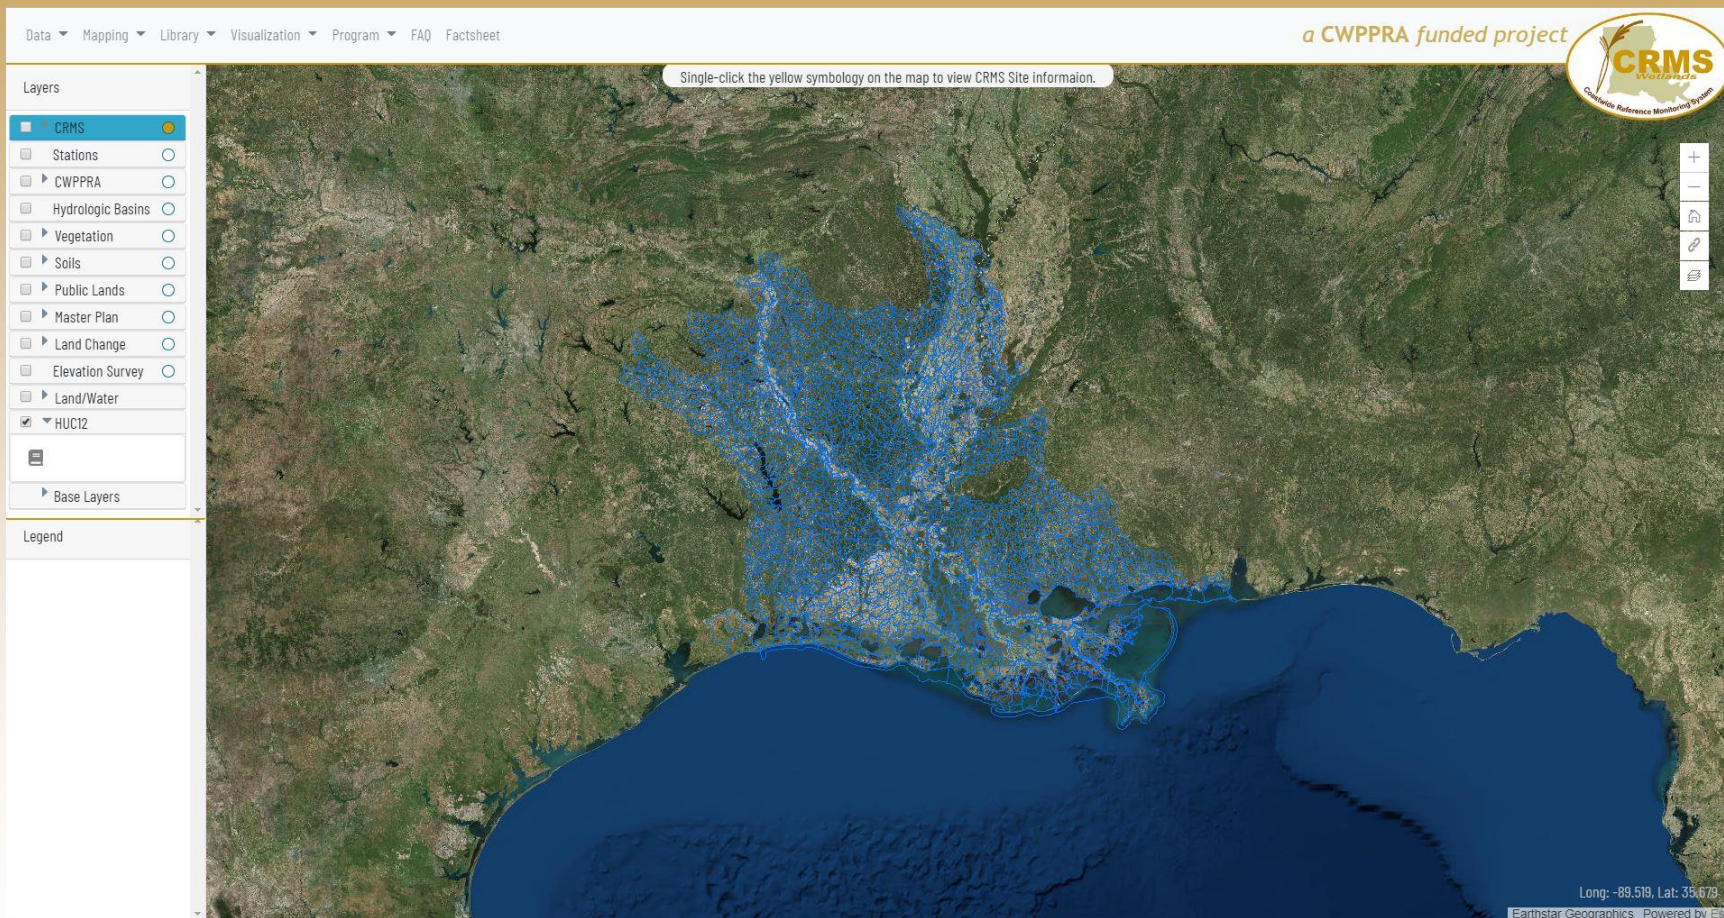 Data Mapping Library Visualization Program FAQ Factsheet
a CWPPRA funded project
CRMS
Wetlands
Coastwide Reference Monitoring System
Single-click the yellow symbology on the map to view CRMS Site informaion.
Layers
CRMS
Stations
CWPPRA
Hydrologic Basins
Vegetation
Soils
Public Lands
Master Plan
Land Change
Elevation Survey
Land/Water
HUC12
Base Layers
Legend
Long: -89.519, Lat: 35.679
Earthstar Geographics Powered by